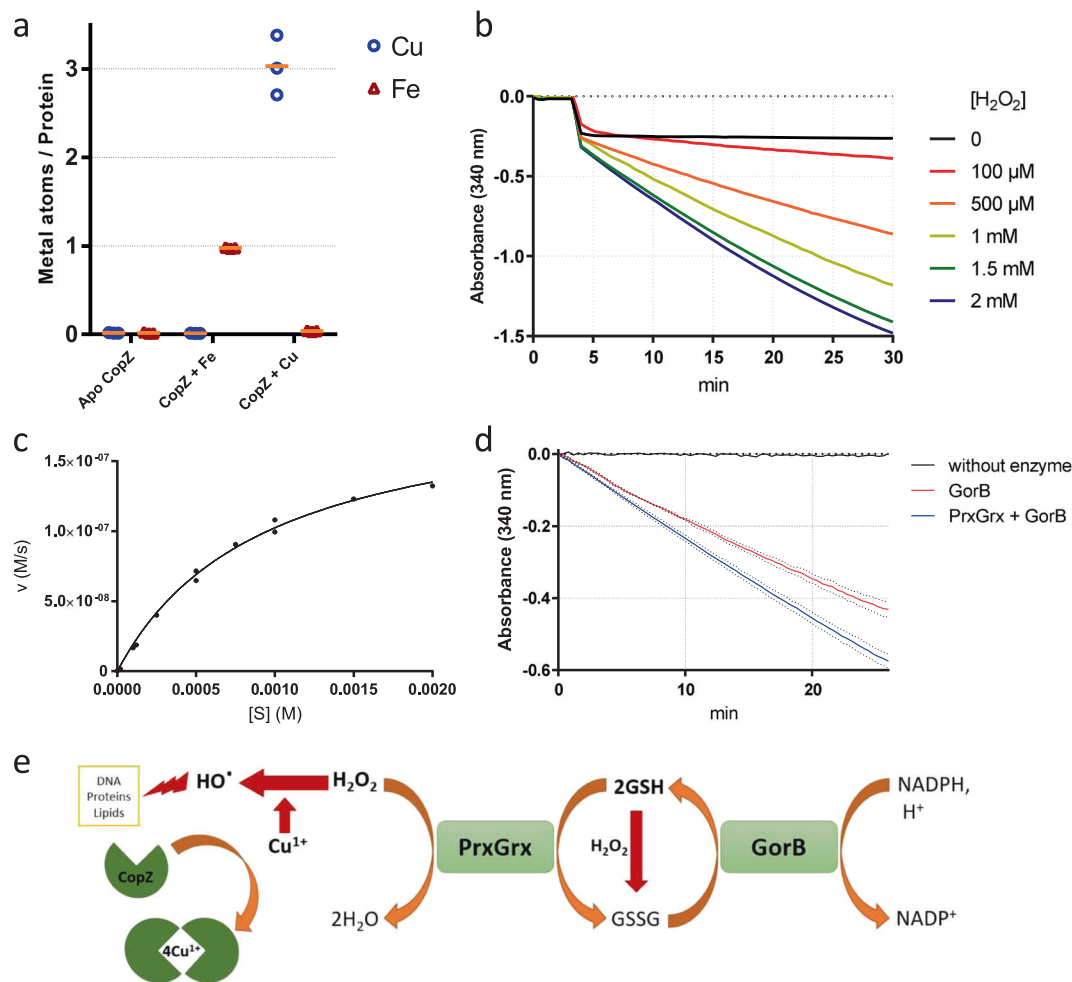 a
Metal atoms / Protein
3
2
1
0
Apo CopZ
CopZ + Fe
CopZ + Cu
Cu
Fe
b
Absorbance (340 nm)
0.0
-0.5
-1.0
-1.5
0 5 10 15 20 25 30
min
[H₂O₂]
0
100 µM
500 µM
1 mM
1.5 mM
2 mM
c
v (M/s)
1.5×10⁻⁰⁷
1.0×10⁻⁰⁷
5.0×10⁻⁰⁸
0
0.0000 0.0005 0.0010 0.0015 0.0020
[S] (M)
d
Absorbance (340 nm)
0.0
-0.2
-0.4
-0.6
0 10 20
min
without enzyme
GorB
PrxGrx + GorB
e
DNA
Proteins
Lipids
HO•
H₂O₂
Cu¹⁺
CopZ
4Cu¹⁺
2H₂O
PrxGrx
2GSH
H₂O₂
GSSG
GorB
NADPH,
H⁺
NADP⁺